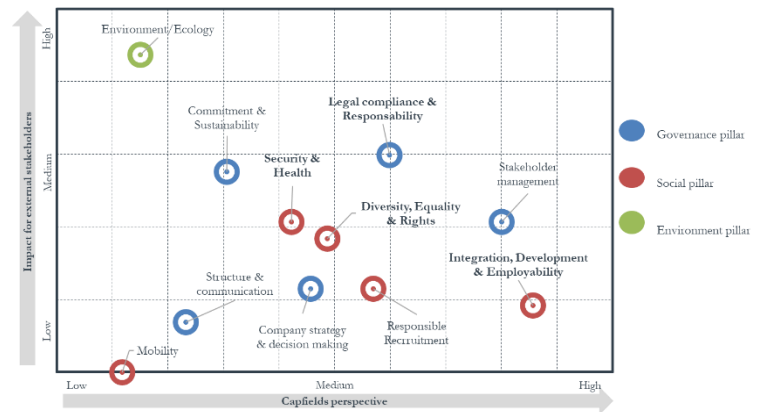 Environment/Ecology
High
Commitment &
Sustainability
Legal compliance &
Responsability
Governance pillar
Security &
Health
Stakeholder
management
Medium
Social pillar
Diversity, Equality
& Rights
Impact for external stakeholders
Environment pillar
Integration, Development
& Employability
Structure &
communication
Company strategy
& decision making
Responsible
Recrruitment
Low
Mobility
Low
Medium
High
Capfields perspective